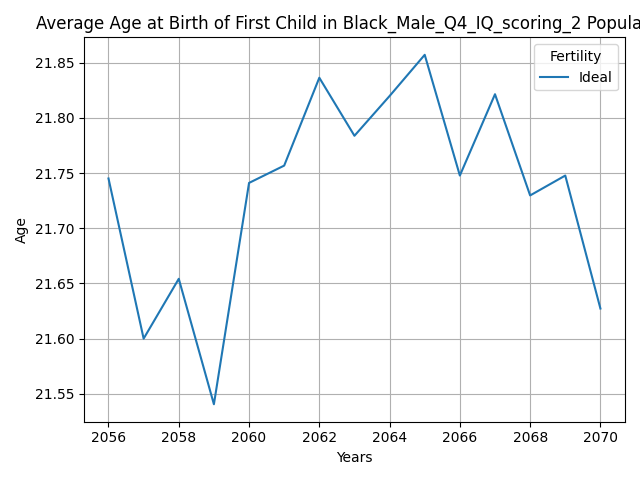 Average Age at Birth of First Child in Black_Male_Q4_IQ_scoring_2 Popula
Fertility
Ideal
21.85
21.80
21.75
21.70
21.65
21.60
21.55
Age
2056 2058 2060 2062 2064 2066 2068 2070
Years